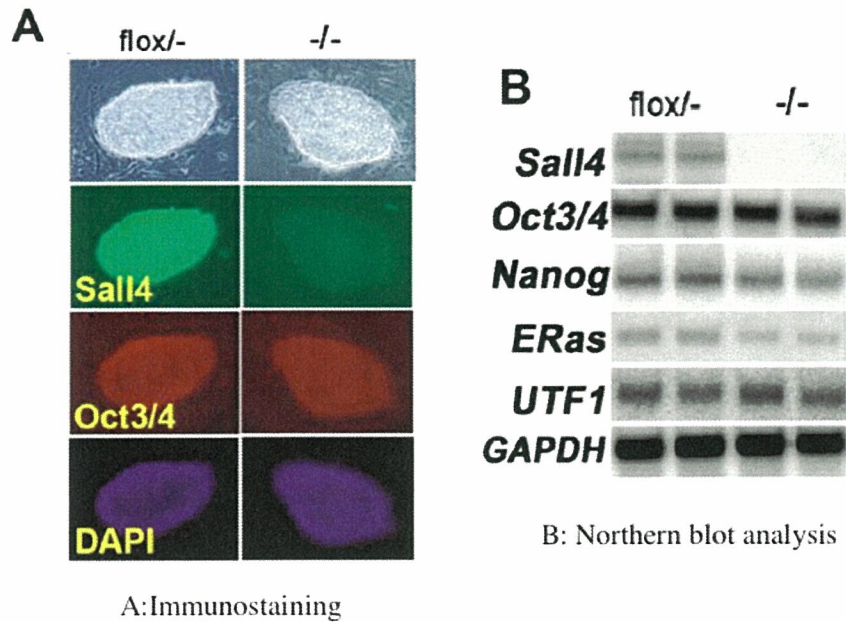 A
flox/- -/-
Sall4
Oct3/4
DAPI
A:Immunostaining
B
flox/- -/-
Sall4
Oct3/4
Nanog
ERas
UTF1
GAPDH
B: Northern blot analysis